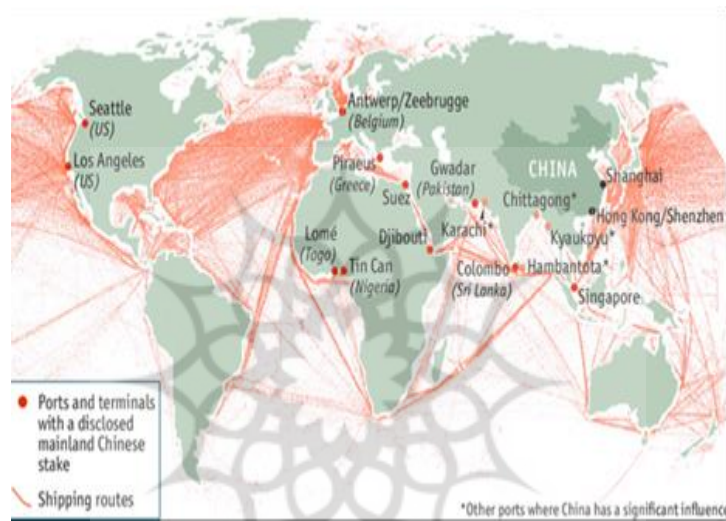 Seattle
(US)
Los Angeles
(US)
Antwerp/Zeebrugge
(Belgium)
Piraeus
(Greece)
Suez
Gwadar
(Pakistan)
Karachi*
CHINA
Shanghai
Chittagong*
Hong Kong/Shenzhen
Kyaukpyu*
Djibouti
Lomé
(Togo)
Tin Can
(Nigeria)
Colombo
(Sri Lanka)
Hambantota*
Singapore
Ports and terminals
with a disclosed
mainland Chinese
stake
Shipping routes
*Other ports where China has a significant influence